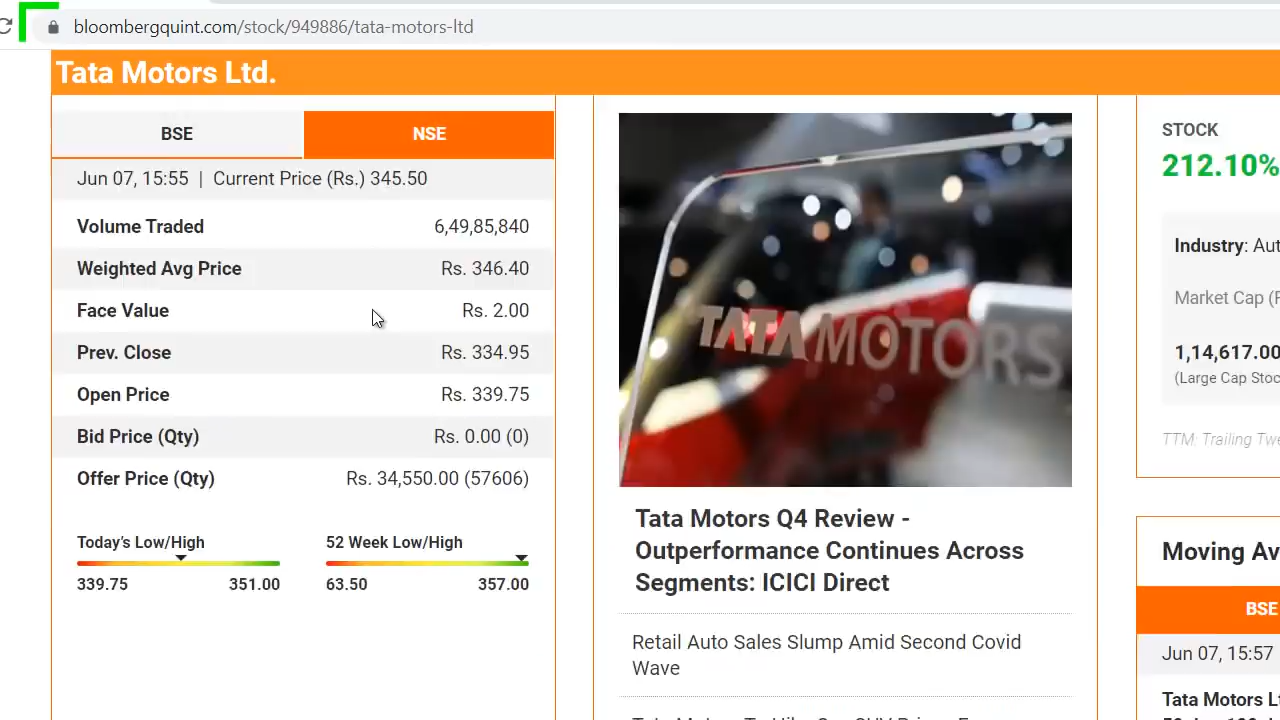 bloombergquint.com/stock/949886/tata-motors-ltd
Tata Motors Ltd.
BSE NSE
Jun 07, 15:55 | Current Price (Rs.) 345.50
Volume Traded 6,49,85,840
Weighted Avg Price Rs. 346.40
Face Value Rs. 2.00
Prev. Close Rs. 334.95
Open Price Rs. 339.75
Bid Price (Qty) Rs. 0.00 (0)
Offer Price (Qty) Rs. 34,550.00 (57606)
Today's Low/High 52 Week Low/High
339.75 351.00 63.50 357.00
TATA MOTORS
Tata Motors Q4 Review -
Outperformance Continues Across
Segments: ICICI Direct
Retail Auto Sales Slump Amid Second Covid
Wave
STOCK
212.10%
Industry: Aut
Market Cap (
1,14,617.00
(Large Cap Stoc
TTM: Trailing Twe
Moving Av
BSE
Jun 07, 15:57
Tata Motors Lt